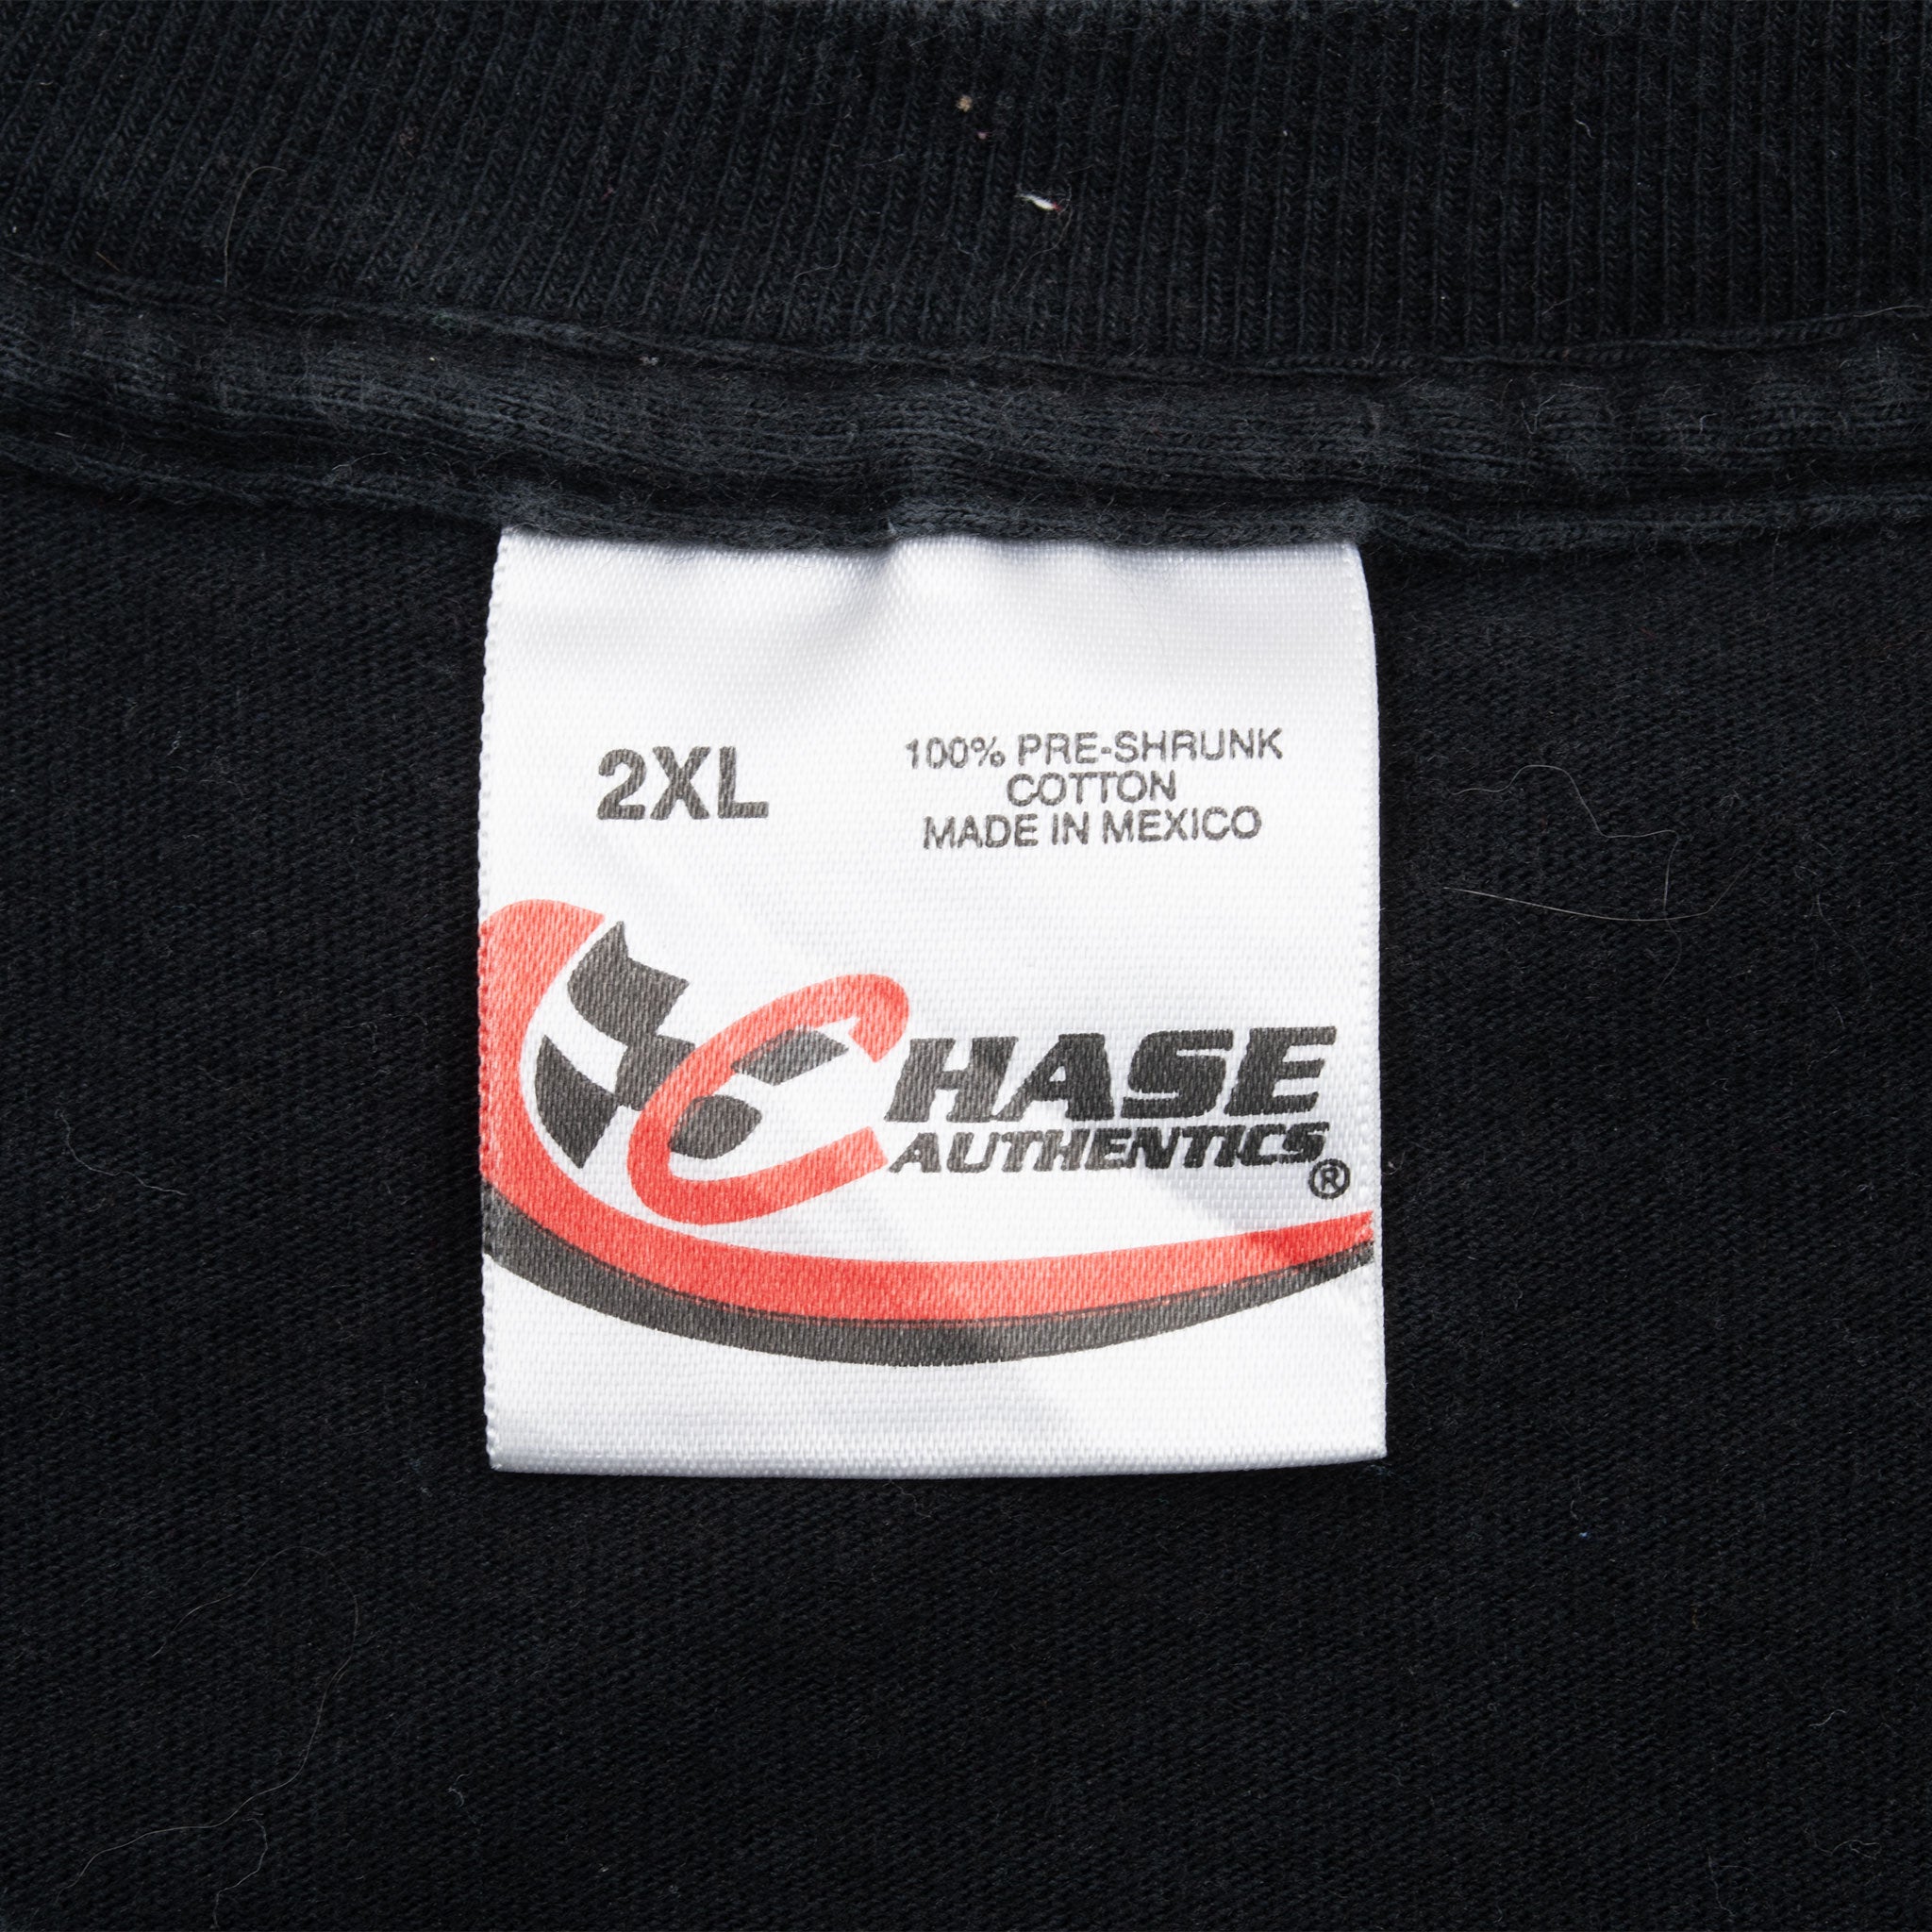 2XL
100% PRE-SHRUNK
COTTON
MADE IN MEXICO
CHASE
AUTHENTICS®